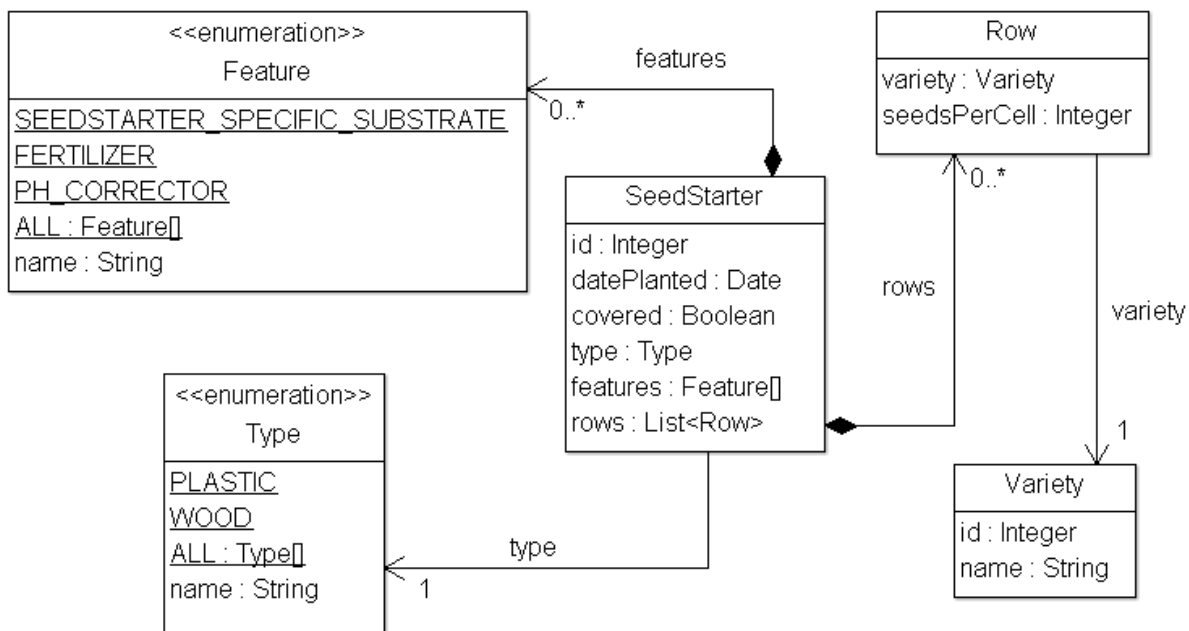 <<enumeration>>
Feature
SEEDSTARTER_SPECIFIC_SUBSTRATE
FERTILIZER
PH_CORRECTOR
ALL : Feature[]
name : String
features
0..*
Row
variety : Variety
seedsPerCell : Integer
0..*
SeedStarter
id : Integer
datePlanted : Date
covered : Boolean
type : Type
features : Feature[]
rows : List<Row>
rows
variety
<<enumeration>>
Type
PLASTIC
WOOD
ALL : Type[]
name : String
type
1
1
Variety
id : Integer
name : String